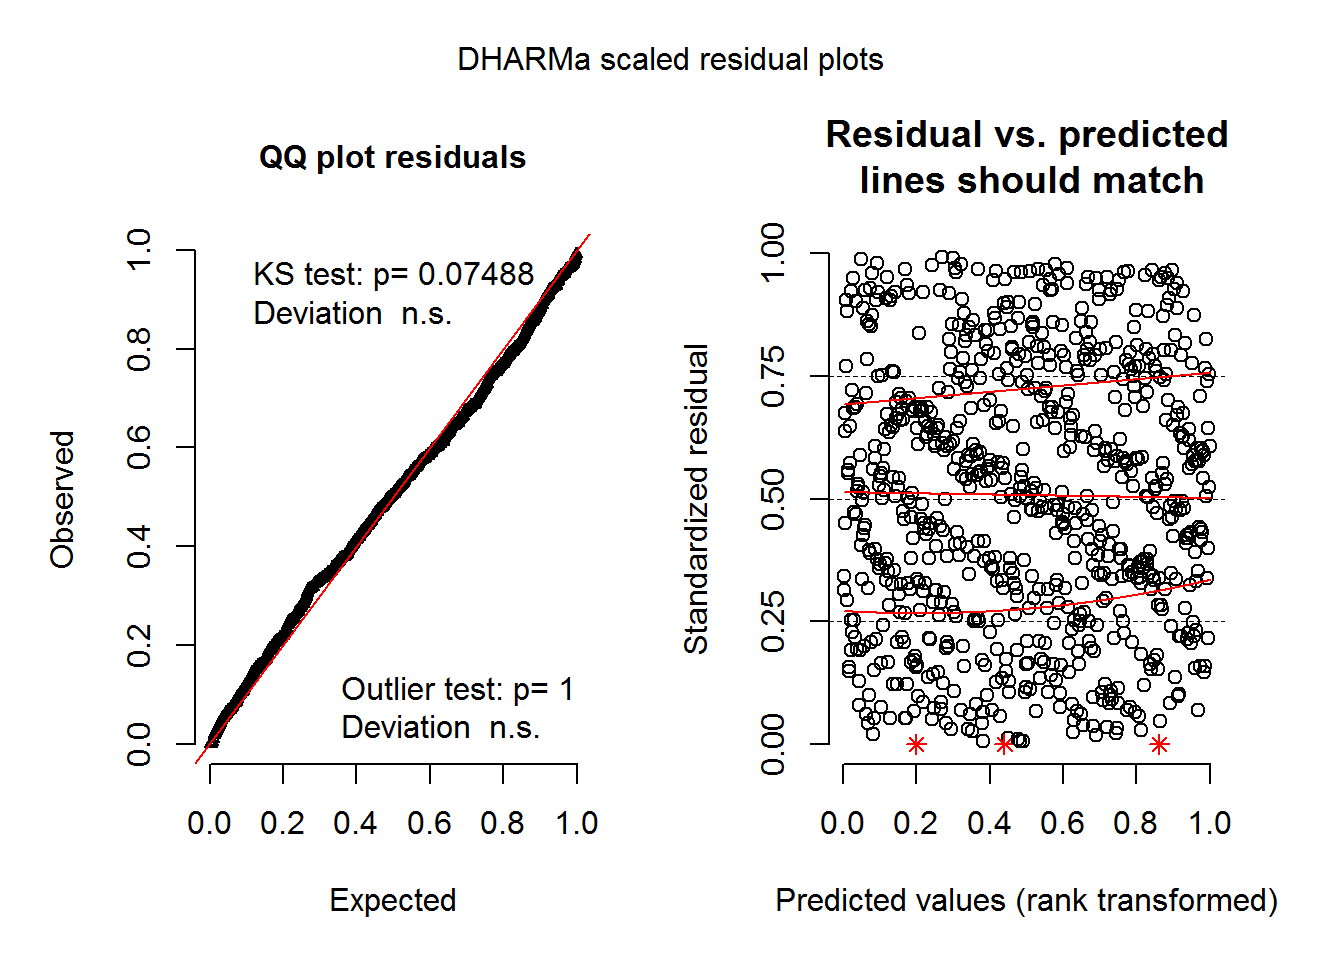 DHARMa scaled residual plots
QQ plot residuals
KS test: p= 0.07488
Deviation  n.s.
Outlier test: p= 1
Deviation  n.s.
Observed
0.0 0.2 0.4 0.6 0.8 1.0
0.0 0.2 0.4 0.6 0.8 1.0
Expected
Residual vs. predicted
lines should match
Standardized residual
0.00 0.25 0.50 0.75 1.00
0.0 0.2 0.4 0.6 0.8 1.0
Predicted values (rank transformed)